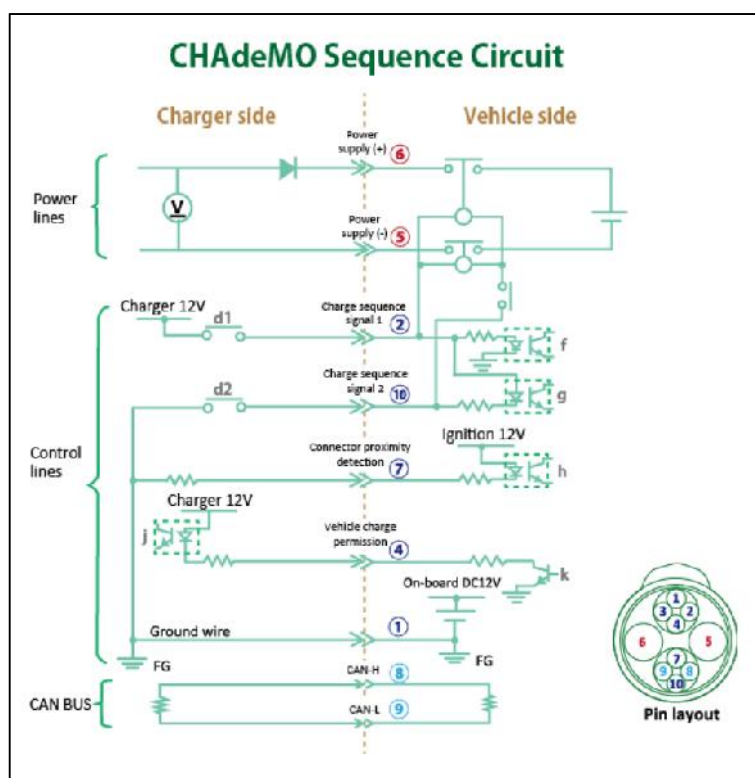 CHAdeMO Sequence Circuit
Charger side
Vehicle side
Power
supply (+)
6
Power
lines
V
Power
supply (-)
5
Charger 12V
d1
Charge sequence
signal 1
2
f
d2
Charge sequence
signal 2
10
g
Control
lines
Connector proximity
detection
7
Ignition 12V
h
Charger 12V
j
Vehicle charge
permission
4
k
On-board DC12V
Ground wire
1
FG
FG
CAN BUS
CAN-H
8
CAN-L
9
1
3
2
4
6
5
7
9
8
10
Pin layout